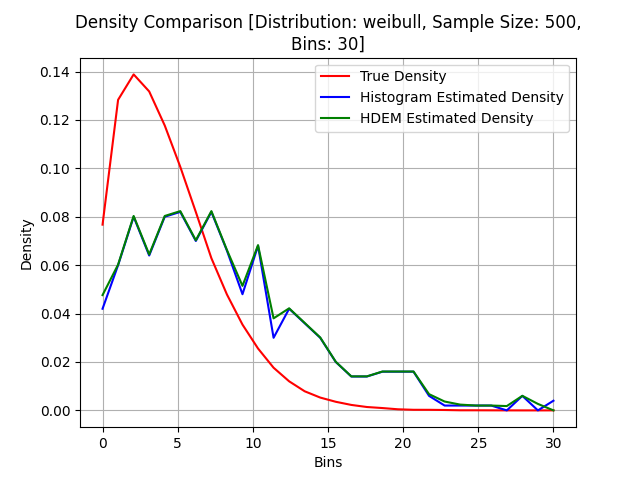 Density Comparison [Distribution: weibull, Sample Size: 500,
Bins: 30]
True Density
Histogram Estimated Density
HDEM Estimated Density
Density
0.14
0.12
0.10
0.08
0.06
0.04
0.02
0.00
0 5 10 15 20 25 30
Bins